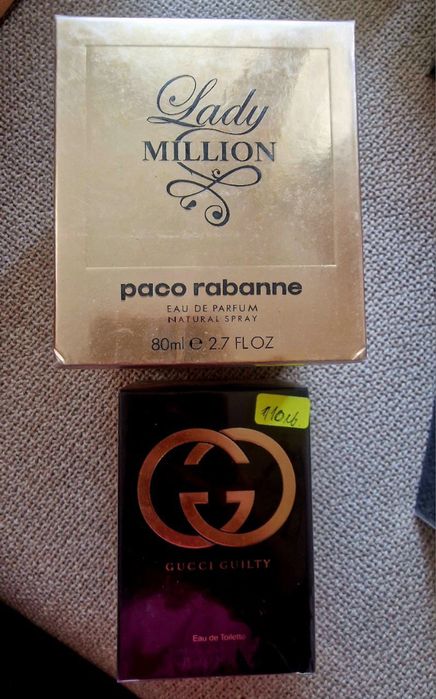 Lady
MILLION
paco rabanne
EAU DE PARFUM
NATURAL SPRAY
80ml e 2.7 FL OZ
110лв
GUCCI GUILTY
Eau de Toilette